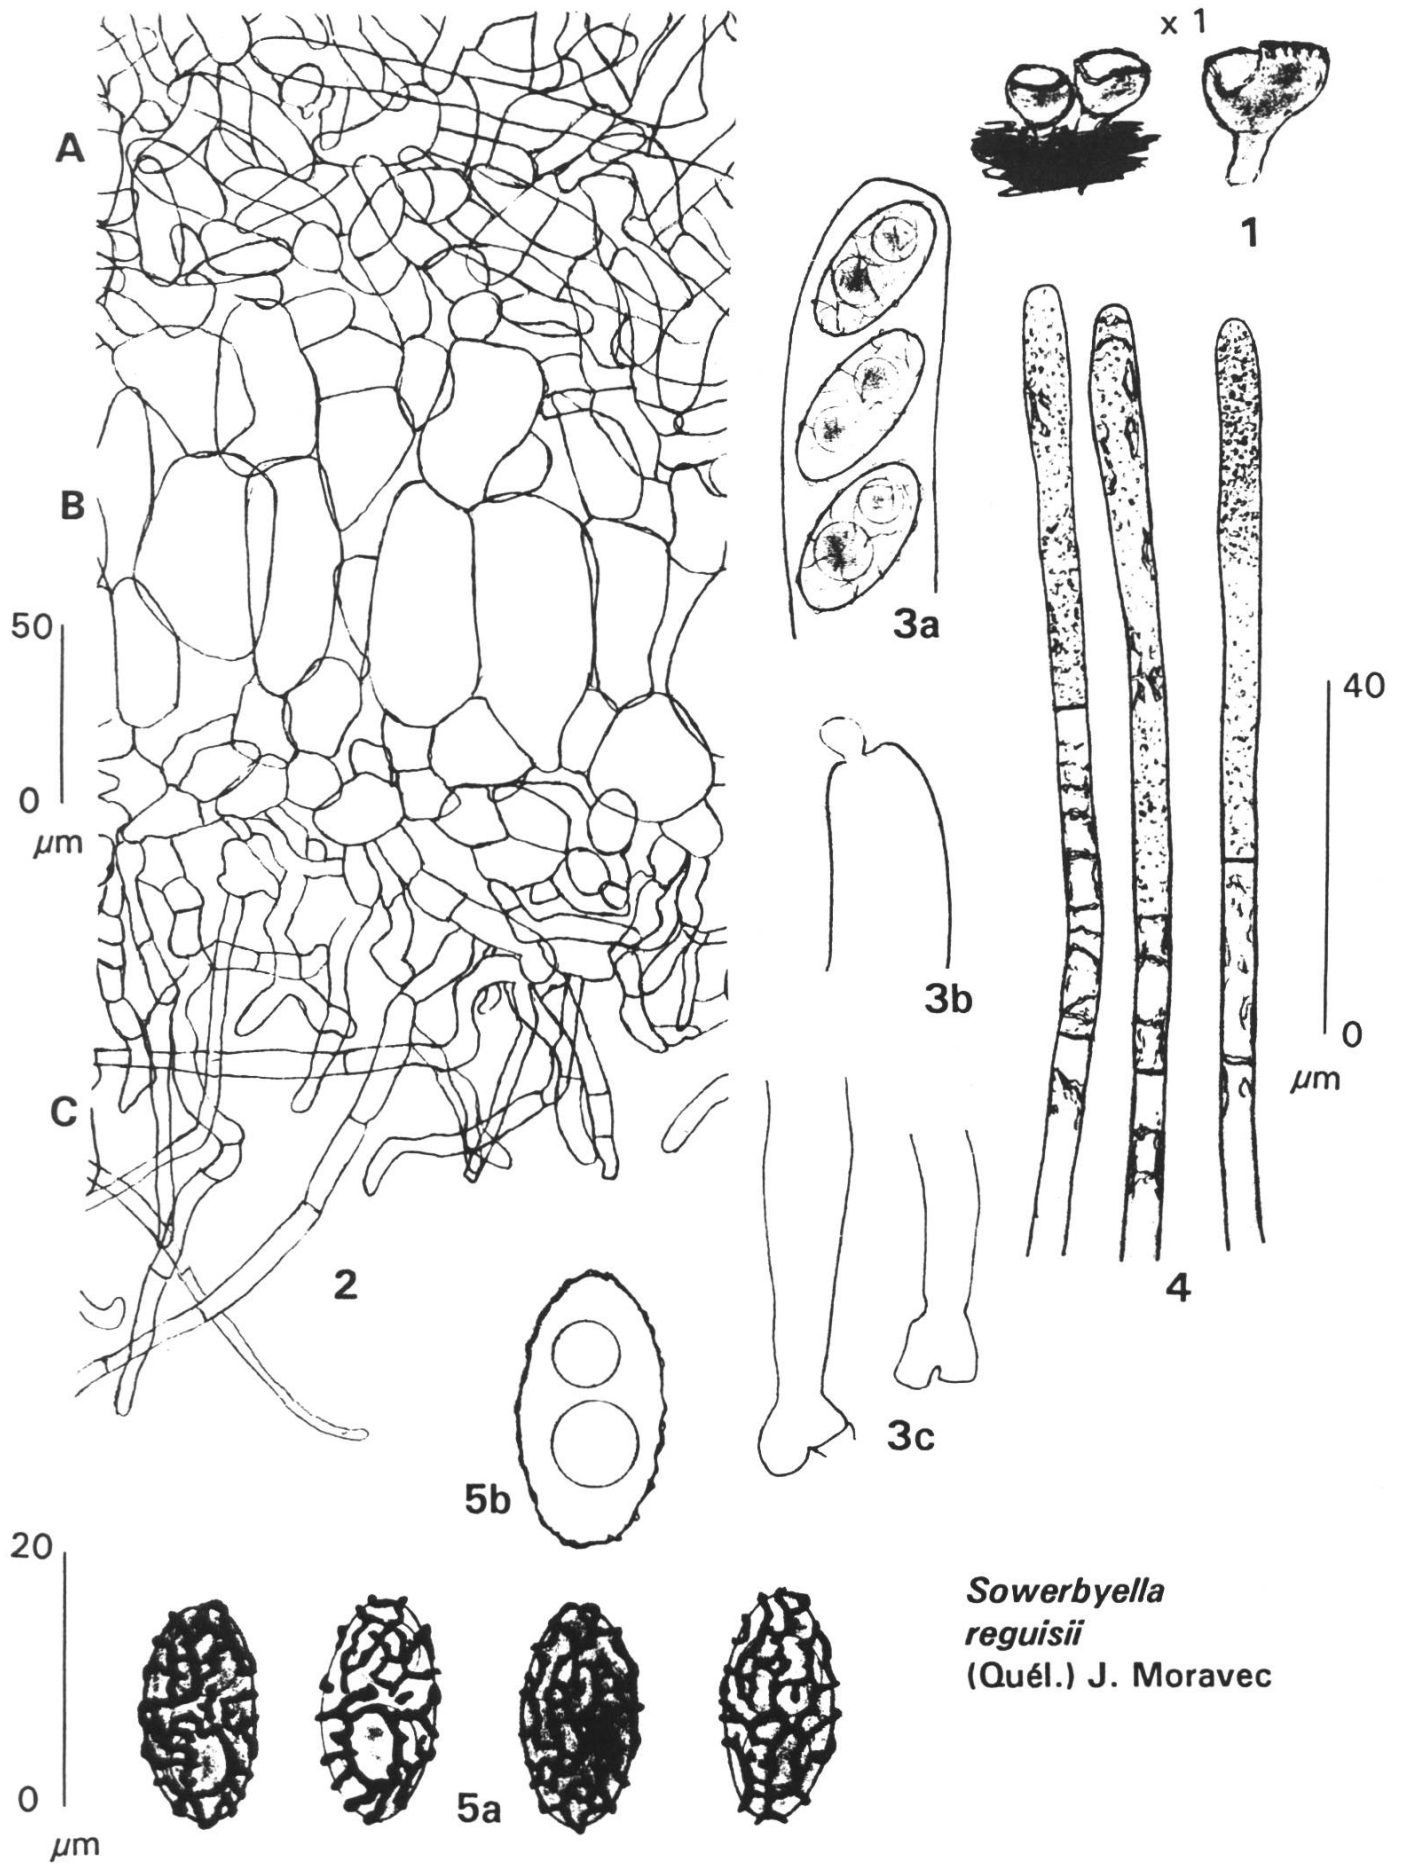 x 1
1
A
B
50
0
µm
3a
40
0
µm
3b
C
2
4
3c
5b
20
0
µm
5a
Sowerbyella
reguisii
(Quél.) J. Moravec